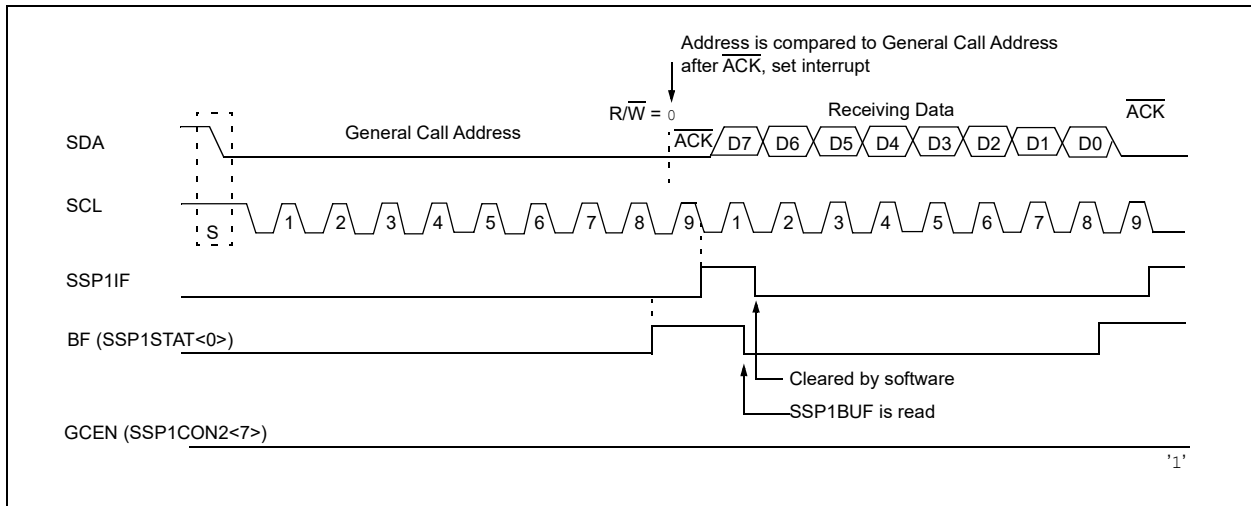 Address is compared to General Call Address
after ACK, set interrupt
R/W = 0
Receiving Data
ACK
SDA
General Call Address
ACK
D7 D6 D5 D4 D3 D2 D1 D0
SCL
S
1 2 3 4 5 6 7 8 9 1 2 3 4 5 6 7 8 9
SSP1IF
BF (SSP1STAT<0>)
Cleared by software
SSP1BUF is read
GCEN (SSP1CON2<7>)
'1'